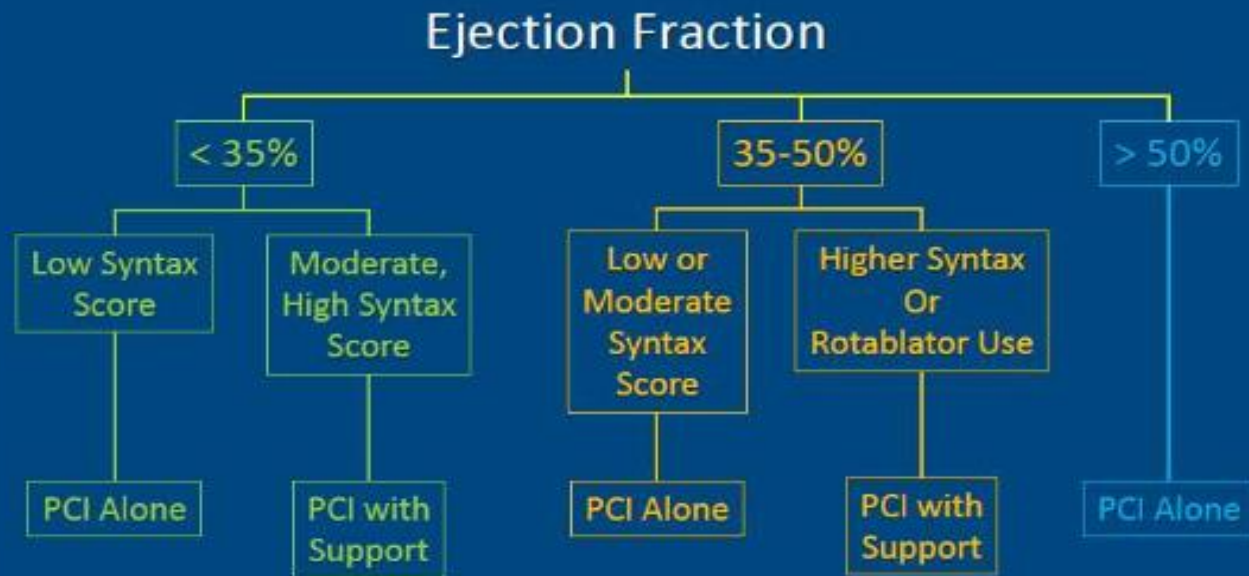 Ejection Fraction
< 35%
35-50%
> 50%
Low Syntax
Score
Moderate,
High Syntax
Score
Low or
Moderate
Syntax
Score
Higher Syntax
Or
Rotablator Use
PCI Alone
PCI with
Support
PCI Alone
PCI with
Support
PCI Alone